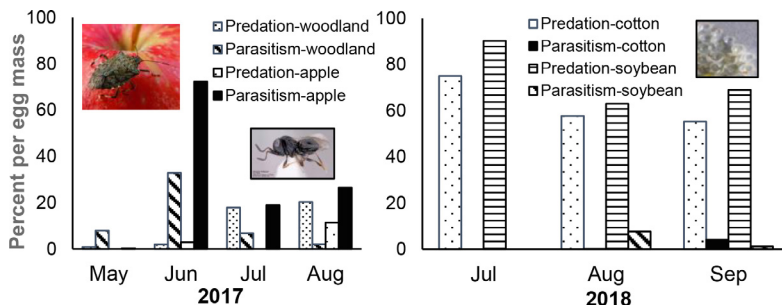 Percent per egg mass
100
80
60
40
20
0
Predation-woodland
Parasitism-woodland
Predation-apple
Parasitism-apple
May
Jun
Jul
Aug
2017
100
80
60
40
20
0
Predation-cotton
Parasitism-cotton
Predation-soybean
Parasitism-soybean
Jul
Aug
Sep
2018